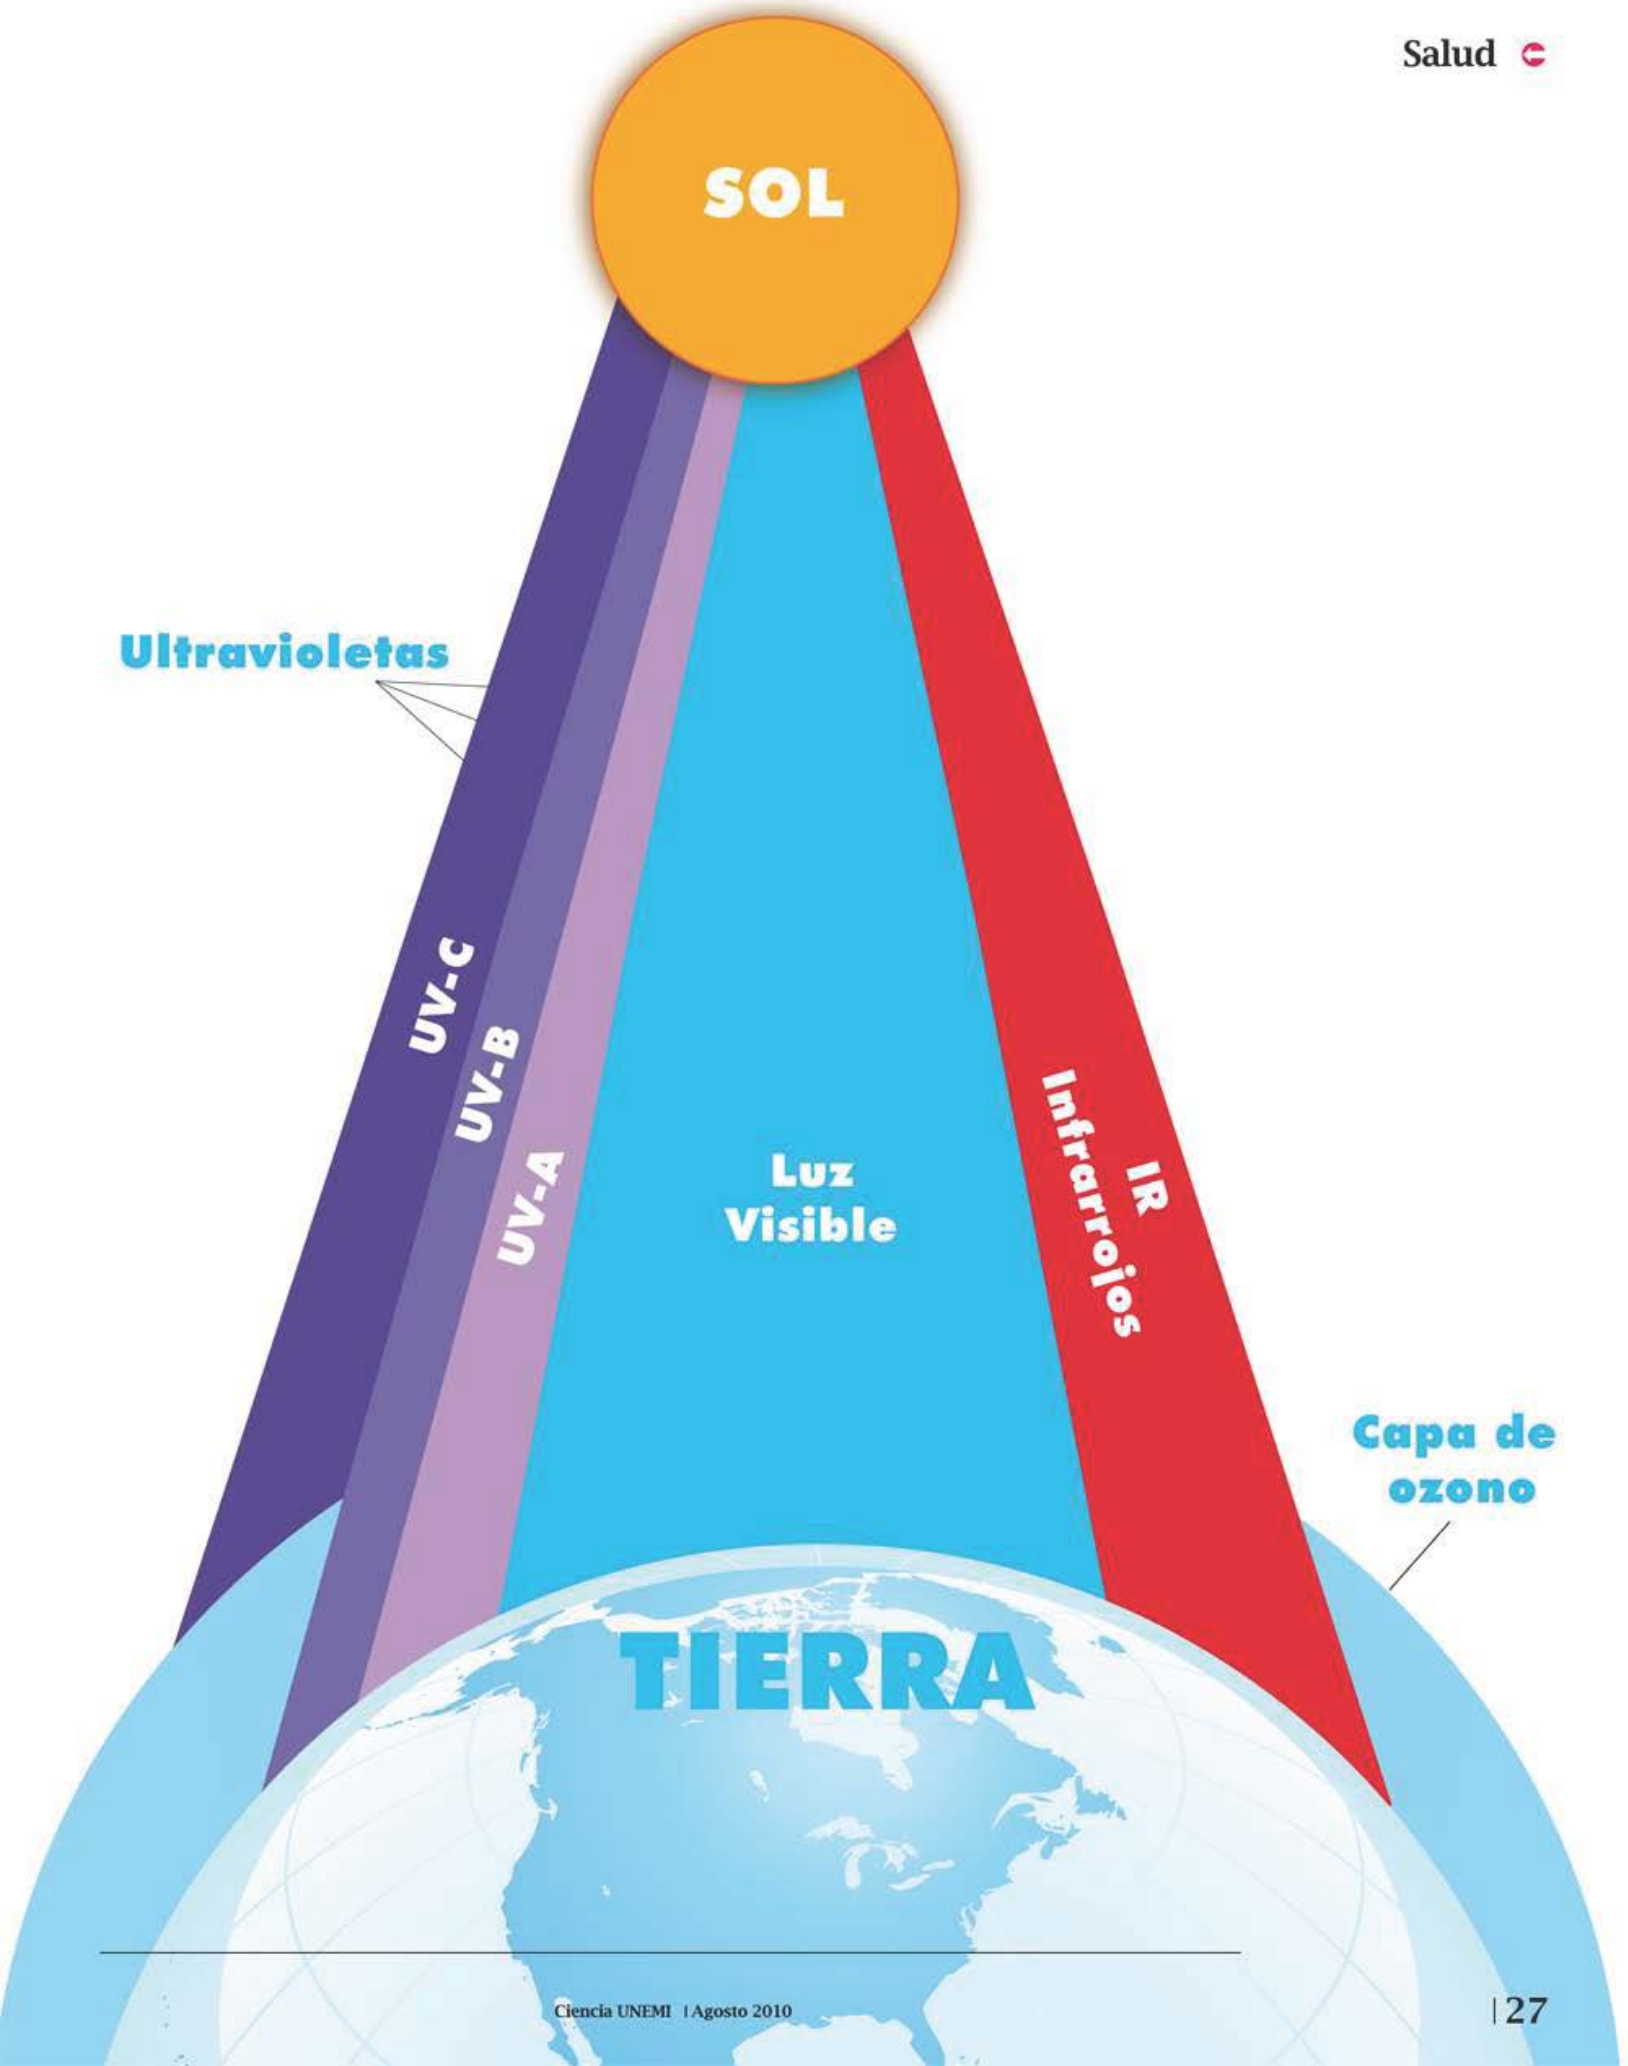 Salud
SOL
Ultravioletas
UV-C
UV-B
UV-A
Luz
Visible
IR
Infrarrojos
Capa de
ozono
TIERRA
Ciencia UNEMI | Agosto 2010
|27